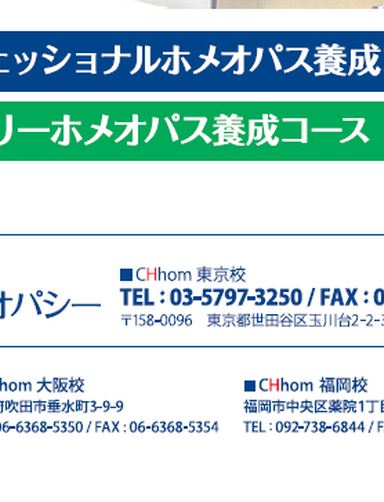 ェッショナルホメオパス養成
リーホメオパス養成コース
オパシー
■CHhom 東京校
TEL : 03-5797-3250 / FAX : 0
〒158-0096 東京都世田谷区玉川台2-2-3
hom 大阪校
吹田市垂水町3-9-9
06-6368-5350 / FAX : 06-6368-5354
■CHhom 福岡校
福岡市中央区薬院1丁目
TEL : 092-738-6844 / F